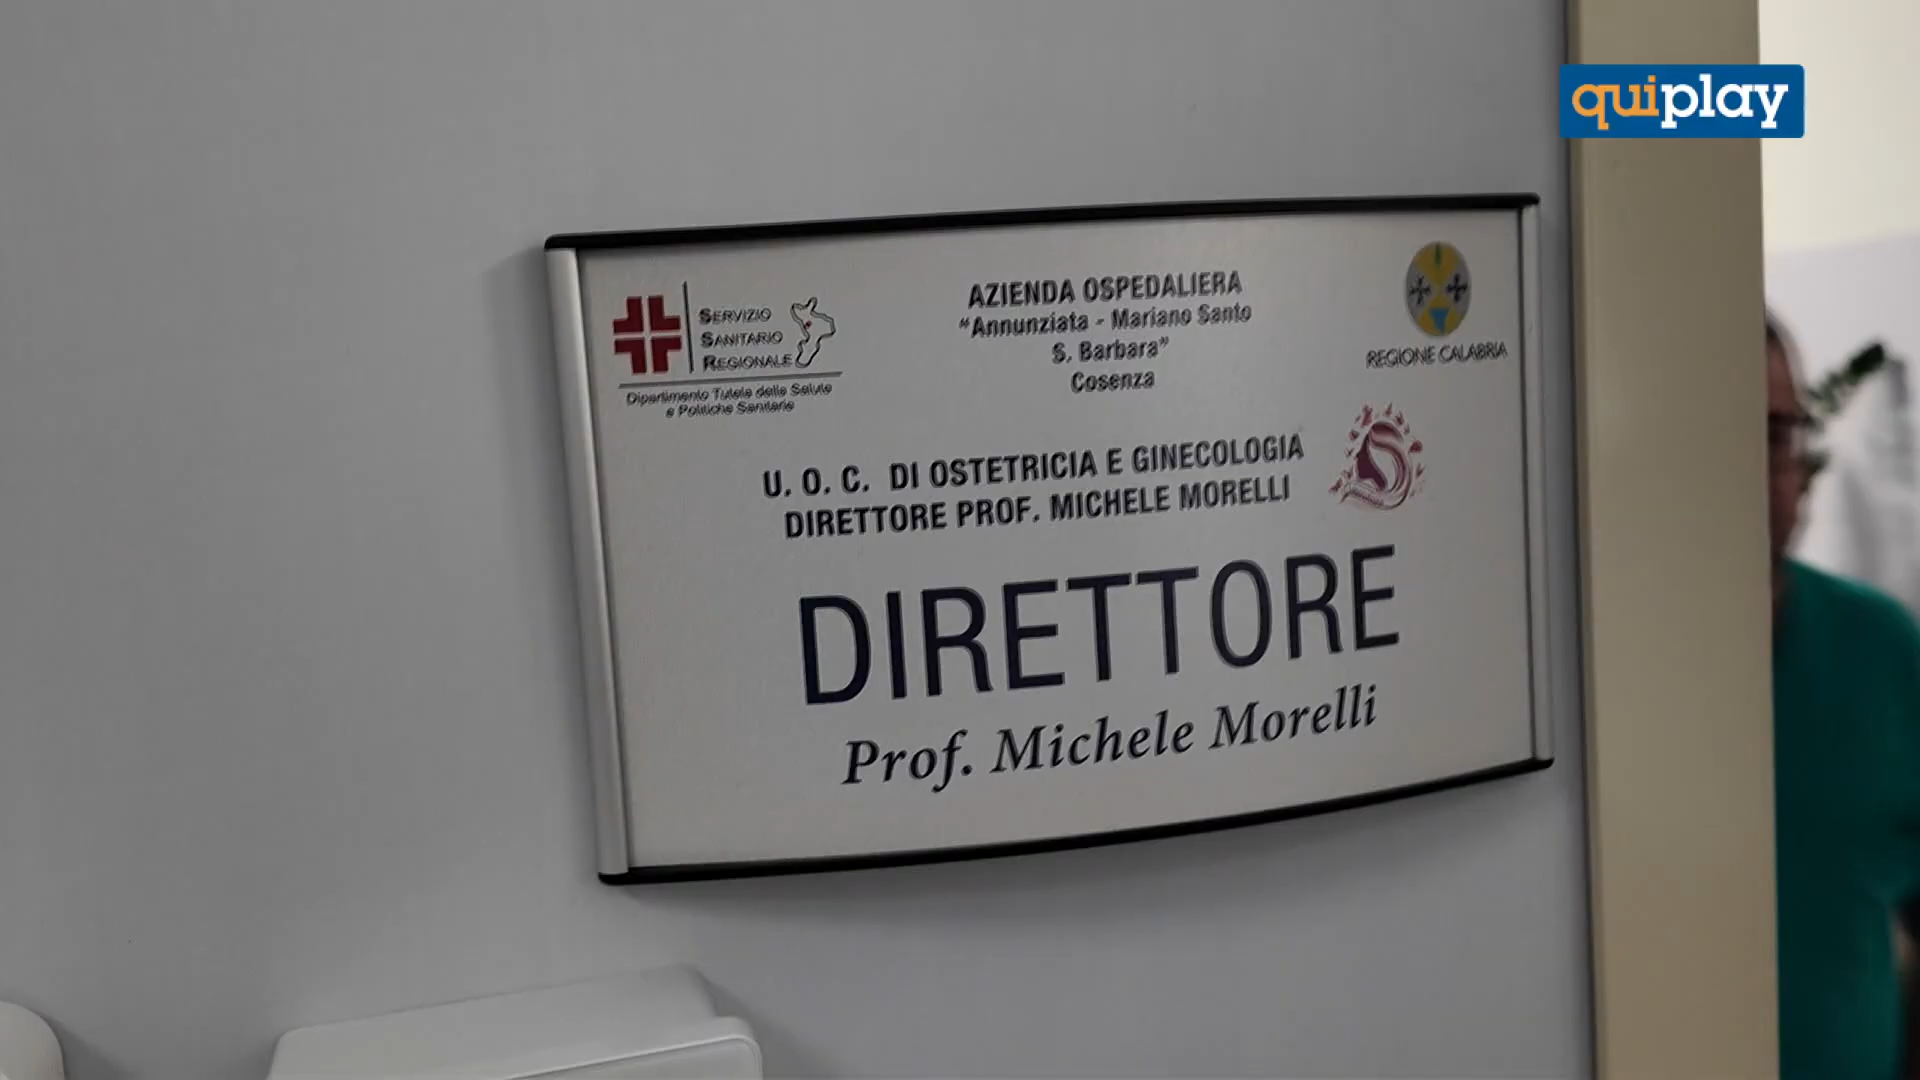 quiplay
SERVIZIO
SANITARIO
REGIONALE
Dipartimento Tutela della Salute
e Politiche Sanitarie
AZIENDA OSPEDALIERA
"Annunziata - Mariano Santo
S. Barbara"
Cosenza
REGIONE CALABRIA
U. O. C. DI OSTETRICIA E GINECOLOGIA
DIRETTORE PROF. MICHELE MORELLI
DIRETTORE
Prof. Michele Morelli